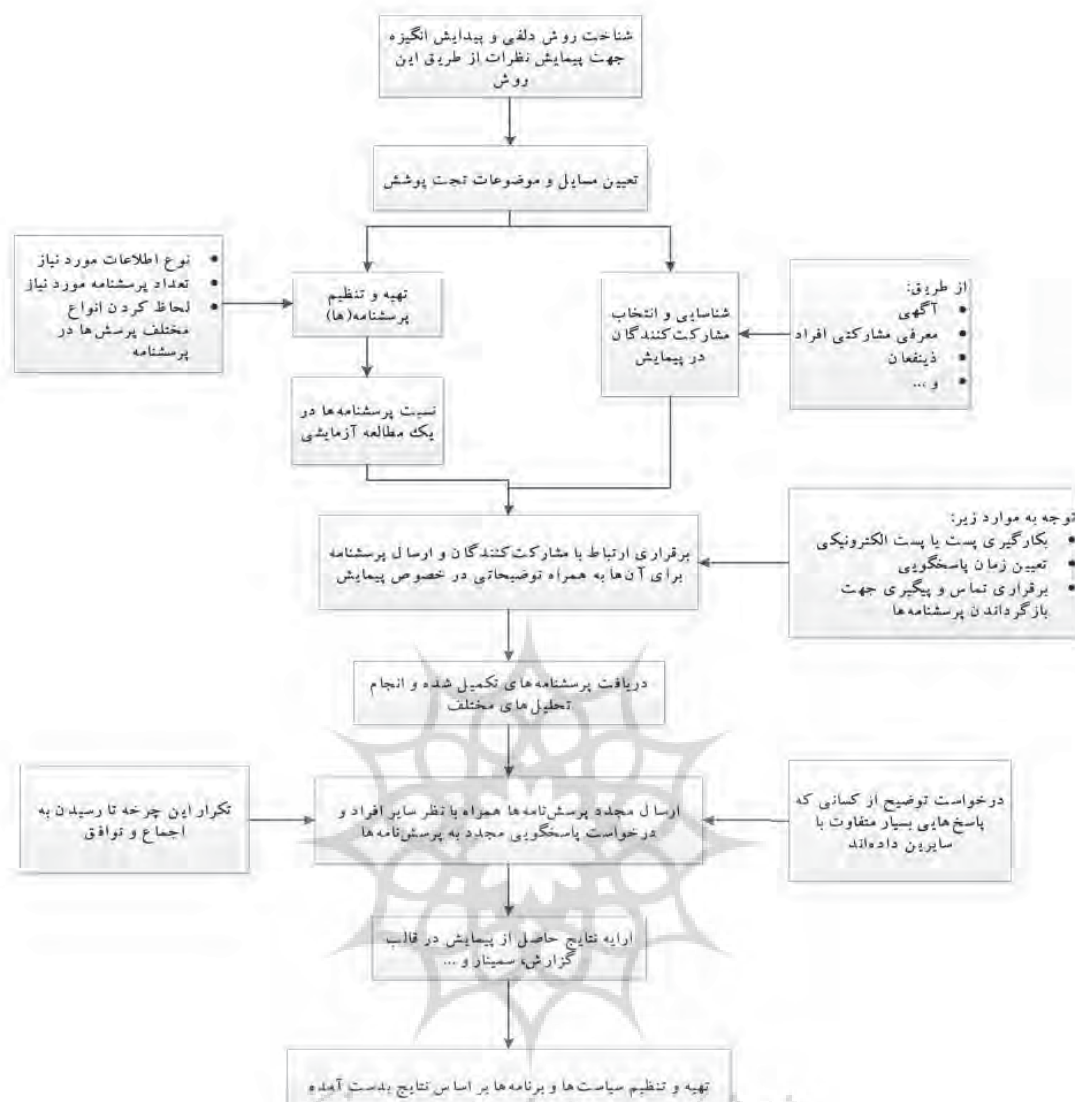 شناخت روش دلفی و پیدایش انگیزه
جهت پیمایش نظرات از طریق این
روش
تعیین مسایل و موضوعات تحت پوشش
نوع اطلاعات مورد نیاز
تعداد پرسشنامه مورد نیاز
لحاظ کردن انواع
مختلف پرسش‌ها در
پرسشنامه
تهیه و تنظیم
پرسشنامه(ها)
شناسایی و انتخاب
مشارکت‌کنندگان
در پیمایش
از طریق:
آگهی
معرفی مشارکتی افراد
ذینفعان
و ...
نسبت پرسشنامه‌ها در
یک مطالعه آزمایشی
برقراری ارتباط با مشارکت‌کنندگان و ارسال پرسشنامه
برای آن‌ها به همراه توضیحاتی در خصوص پیمایش
توجه به موارد زیر:
بکارگیری پست یا پست الکترونیکی
تعیین زمان پاسخگویی
برقراری تماس و پیگیری جهت
بازگرداندن پرسشنامه‌ها
دریافت پرسشنامه‌های تکمیل شده و انجام
تحلیل‌های مختلف
تکرار این چرخه تا رسیدن به
اجماع و توافق
ارسال مجدد پرسش‌نامه‌ها همراه با نظر سایر افراد و
درخواست پاسخگویی مجدد به پرسش‌نامه‌ها
درخواست توضیح از کسانی که
پاسخ‌هایی بسیار متفاوت با
سایرین داده‌اند
ارایه نتایج حاصل از پیمایش در قالب
گزارش، سمینار و ...
تهیه و تنظیم سیاست‌ها و برنامه‌ها بر اساس نتایج بدست آمده